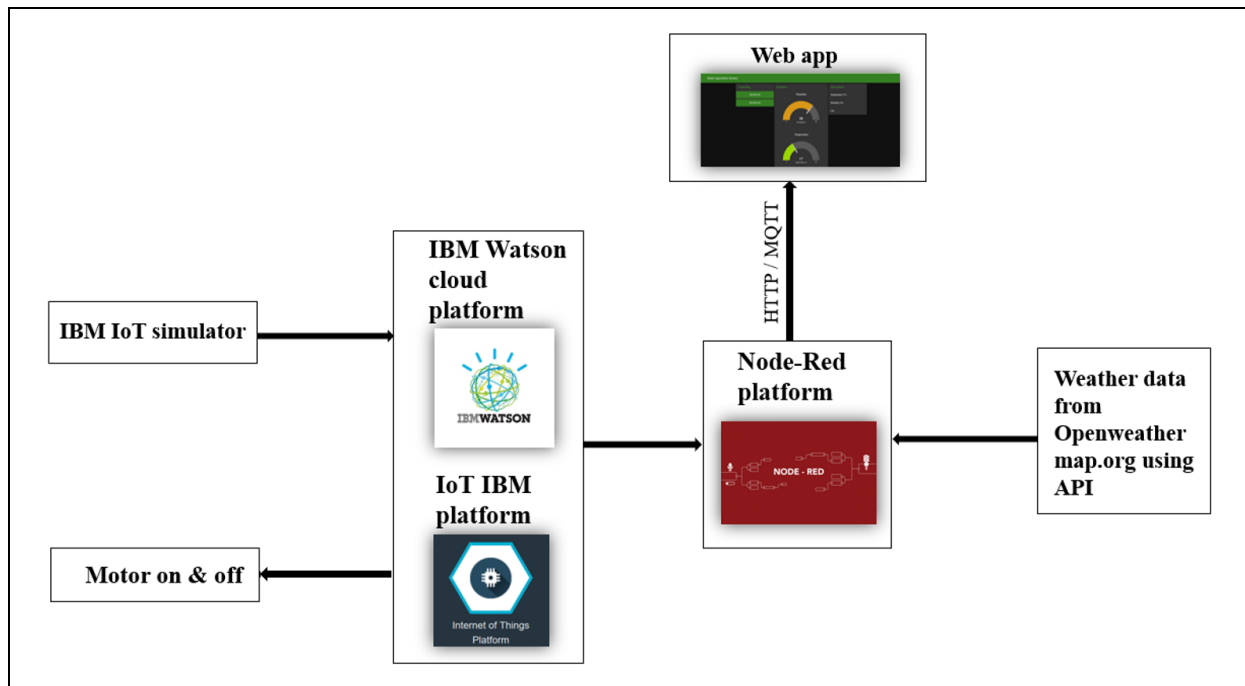 Web app
HTTP / MQTT
IBM Watson
cloud
platform
IBMWATSON
IBM IoT simulator
Node-Red
platform
NODE - RED
Weather data
from
Openweather
map.org using
API
IoT IBM
platform
Internet of Things
Platform
Motor on & off